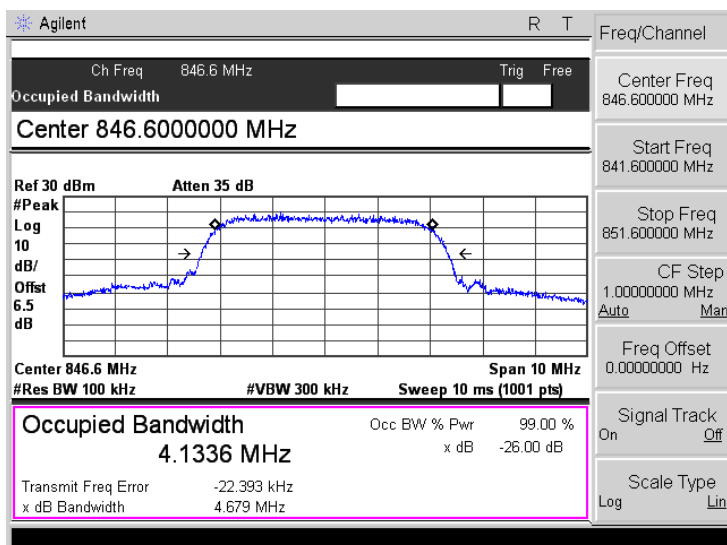 Agilent R T
Ch Freq 846.6 MHz Trig Free
Occupied Bandwidth
Center 846.6000000 MHz
Ref 30 dBm Atten 35 dB
#Peak
Log
10
dB/
Offst
6.5
dB
Center 846.6 MHz Span 10 MHz
#Res BW 100 kHz #VBW 300 kHz Sweep 10 ms (1001 pts)
Occupied Bandwidth Occ BW % Pwr 99.00 %
4.1336 MHz x dB -26.00 dB
Transmit Freq Error -22.393 kHz
x dB Bandwidth 4.679 MHz
Freq/Channel
Center Freq
846.600000 MHz
Start Freq
841.600000 MHz
Stop Freq
851.600000 MHz
CF Step
1.00000000 MHz
Auto Man
Freq Offset
0.00000000 Hz
Signal Track
On Off
Scale Type
Log Lin